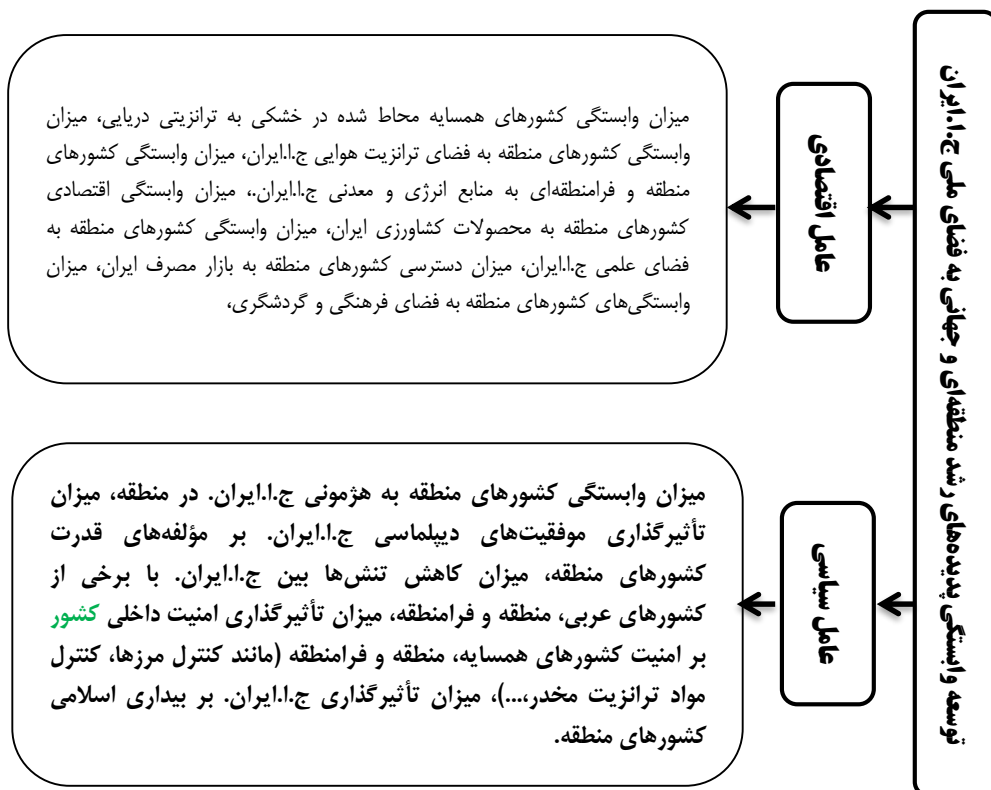 توسعه وابستگی پدیده‌های رشد منطقه‌ای و جهانی به فضای ملی ج.ا.ایران
عامل اقتصادی
میزان وابستگی کشورهای همسایه محاط شده در خشکی به ترانزیتی دریایی، میزان
وابستگی کشورهای منطقه به فضای ترانزیت هوایی ج.ا.ایران، میزان وابستگی کشورهای
منطقه و فرامنطقه‌ای به منابع انرژی و معدنی ج.ا.ایران.، میزان وابستگی اقتصادی
کشورهای منطقه به محصولات کشاورزی ایران، میزان وابستگی کشورهای منطقه به
فضای علمی ج.ا.ایران، میزان دسترسی کشورهای منطقه به بازار مصرف ایران، میزان
وابستگی‌های کشورهای منطقه به فضای فرهنگی و گردشگری،
عامل سیاسی
میزان وابستگی کشورهای منطقه به هژمونی ج.ا.ایران. در منطقه، میزان
تأثیرگذاری موفقیت‌های دیپلماسی ج.ا.ایران. بر مؤلفه‌های قدرت
کشورهای منطقه، میزان کاهش تنش‌ها بین ج.ا.ایران. با برخی از
کشورهای عربی، منطقه و فرامنطقه، میزان تأثیرگذاری امنیت داخلی کشور
بر امنیت کشورهای همسایه، منطقه و فرامنطقه (مانند کنترل مرزها، کنترل
مواد ترانزیت مخدر،...)، میزان تأثیرگذاری ج.ا.ایران. بر بیداری اسلامی
کشورهای منطقه.